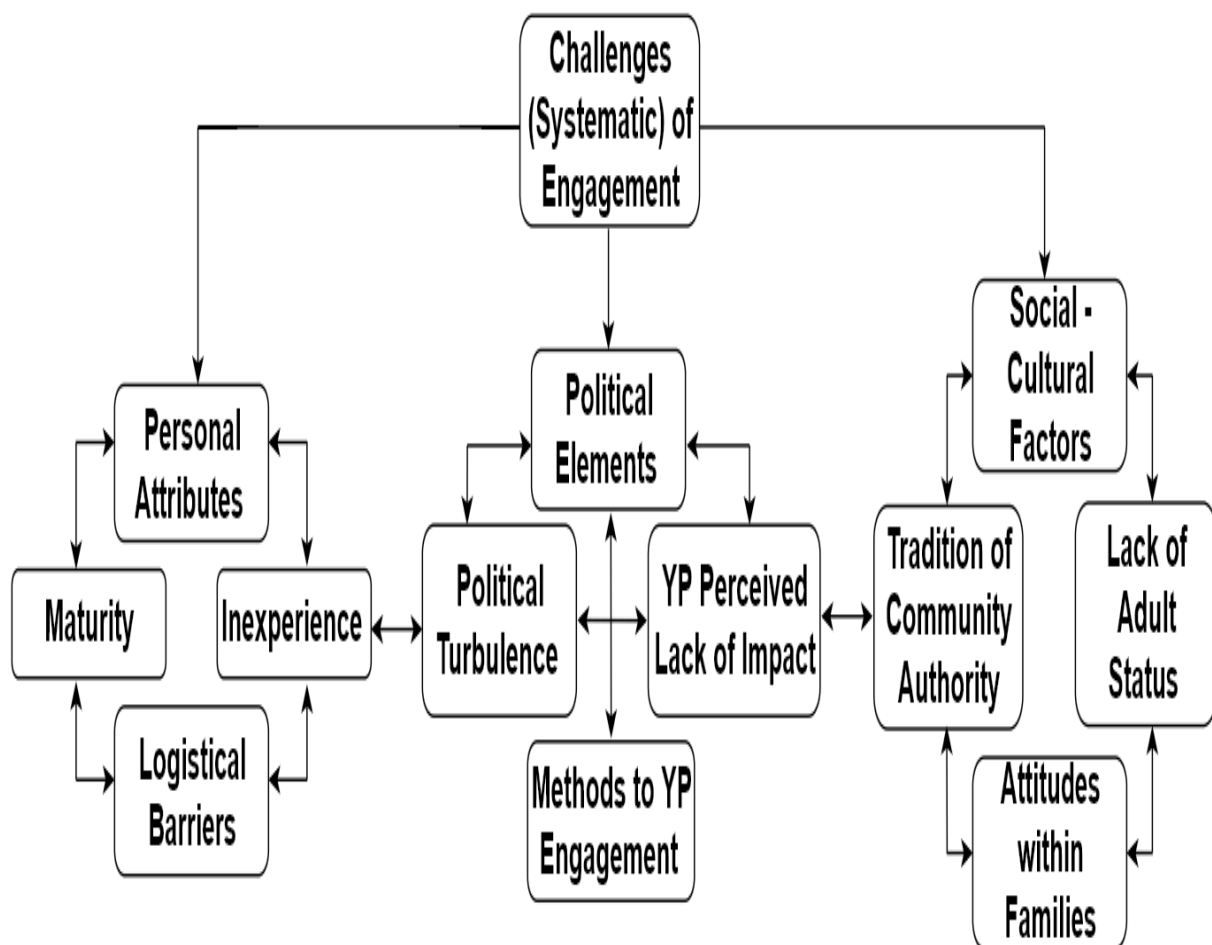 Challenges
(Systematic) of
Engagement
Social -
Cultural
Factors
Political
Elements
Personal
Attributes
Maturity
Inexperience
Political
Turbulence
YP Perceived
Lack of Impact
Tradition of
Community
Authority
Lack of
Adult
Status
Logistical
Barriers
Methods to YP
Engagement
Attitudes
within
Families